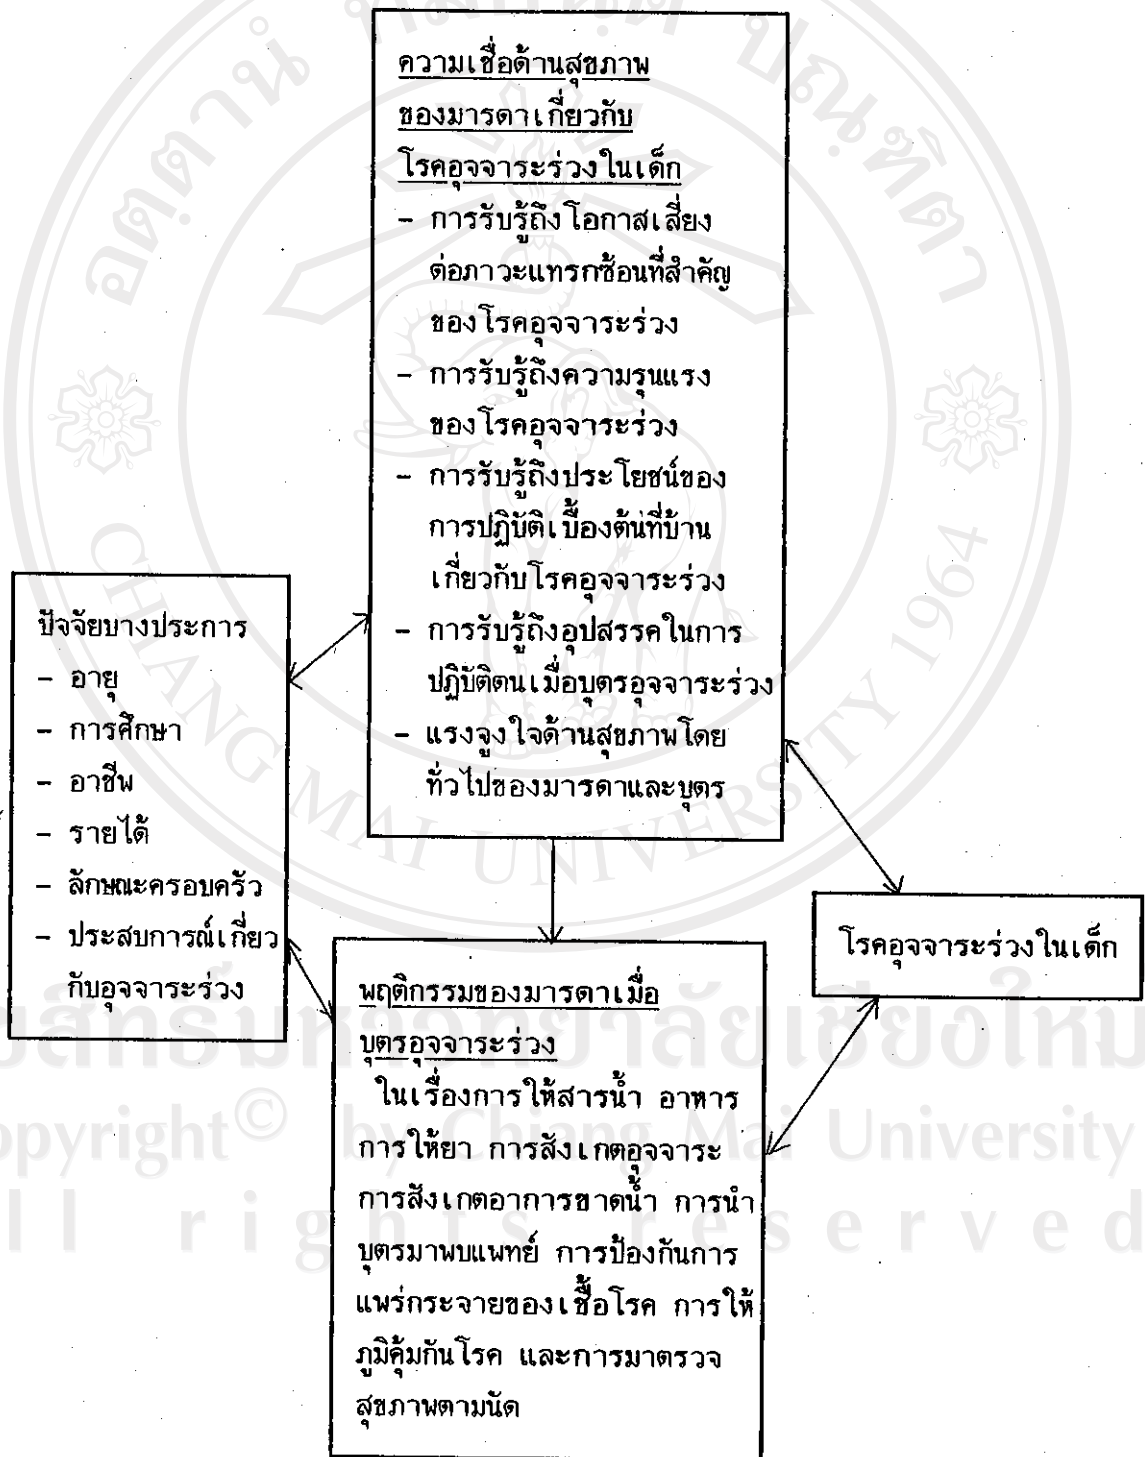 ความเชื่อด้านสุขภาพ
ของมารดาเกี่ยวกับ
โรคอุจจาระร่วงในเด็ก
- การรับรู้ถึงโอกาสเสี่ยง
ต่อภาวะแทรกซ้อนที่สำคัญ
ของโรคอุจจาระร่วง
- การรับรู้ถึงความรุนแรง
ของโรคอุจจาระร่วง
- การรับรู้ถึงประโยชน์ของ
การปฏิบัติเบื้องต้นที่บ้าน
เกี่ยวกับโรคอุจจาระร่วง
- การรับรู้ถึงอุปสรรคในการ
ปฏิบัติตนเมื่อบุตรอุจจาระร่วง
- แรงจูงใจด้านสุขภาพโดย
ทั่วไปของมารดาและบุตร
ปัจจัยบางประการ
- อายุ
- การศึกษา
- อาชีพ
- รายได้
- ลักษณะครอบครัว
- ประสบการณ์เกี่ยว
กับอุจจาระร่วง
โรคอุจจาระร่วงในเด็ก
พฤติกรรมของมารดาเมื่อ
บุตรอุจจาระร่วง
ในเรื่องการให้สารน้ำ อาหาร
การให้ยา การสังเกตอุจจาระ
การสังเกตอาการขาดน้ำ การนำ
บุตรมาพบแพทย์ การป้องกันการ
แพร่กระจายของเชื้อโรค การให้
ภูมิคุ้มกันโรค และการมาตรวจ
สุขภาพตามนัด
CHIANG MAI UNIVERSITY 1964
opyright© by Chiang Mai University
ll rights reserved